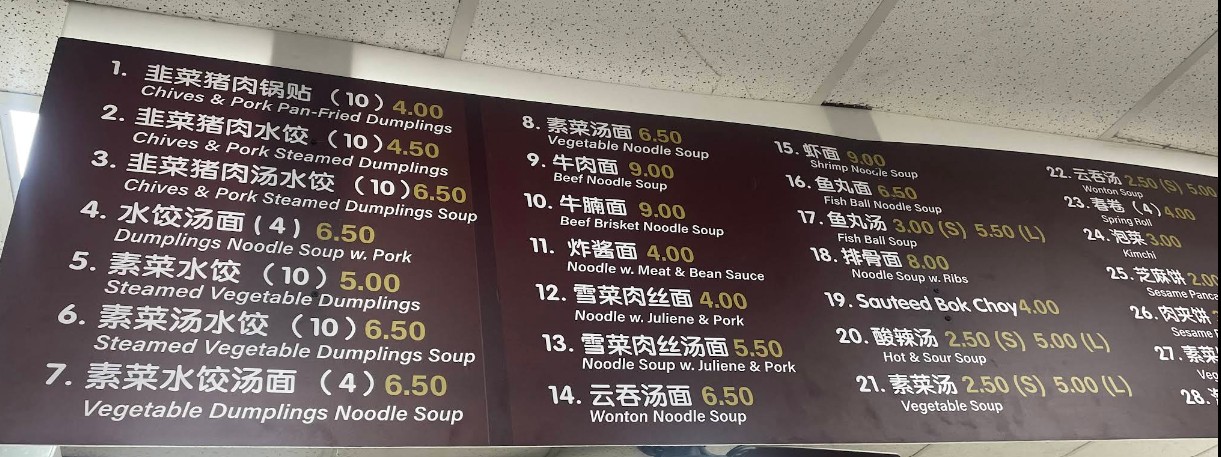 1. 韭菜猪肉锅贴 (10) 4.00
Chives & Pork Pan-Fried Dumplings
2. 韭菜猪肉水饺 (10) 4.50
Chives & Pork Steamed Dumplings
3. 韭菜猪肉汤水饺 (10) 6.50
Chives & Pork Steamed Dumplings Soup
4. 水饺汤面 (4) 6.50
Dumplings Noodle Soup w. Pork
5. 素菜水饺 (10) 5.00
Steamed Vegetable Dumplings
6. 素菜汤水饺 (10) 6.50
Steamed Vegetable Dumplings Soup
7. 素菜水饺汤面 (4) 6.50
Vegetable Dumplings Noodle Soup
8. 素菜汤面 6.50
Vegetable Noodle Soup
9. 牛肉面 9.00
Beef Noodle Soup
10. 牛腩面 9.00
Beef Brisket Noodle Soup
11. 炸酱面 4.00
Noodle w. Meat & Bean Sauce
12. 雪菜肉丝面 4.00
Noodle w. Juliene & Pork
13. 雪菜肉丝汤面 5.50
Noodle Soup w. Juliene & Pork
14. 云吞汤面 6.50
Wonton Noodle Soup
15. 虾面 9.00
Shrimp Noodle Soup
16. 鱼丸面 6.50
Fish Ball Noodle Soup
17. 鱼丸汤 3.00 (S) 5.50 (L)
Fish Ball Soup
18. 排骨面 8.00
Noodle Soup w. Ribs
19. Sauteed Bok Choy 4.00
20. 酸辣汤 2.50 (S) 5.00 (L)
Hot & Sour Soup
21. 素菜汤 2.50 (S) 5.00 (L)
Vegetable Soup
22. 云吞汤 2.50 (S) 5.00
Wonton Soup
23. 春卷 (4) 4.00
Spring Roll
24. 泡菜 3.00
Kimchi
25. 芝麻饼 2.0
Sesame Panca
26. 肉夹饼
Sesame
27. 素菜
Veg
28.